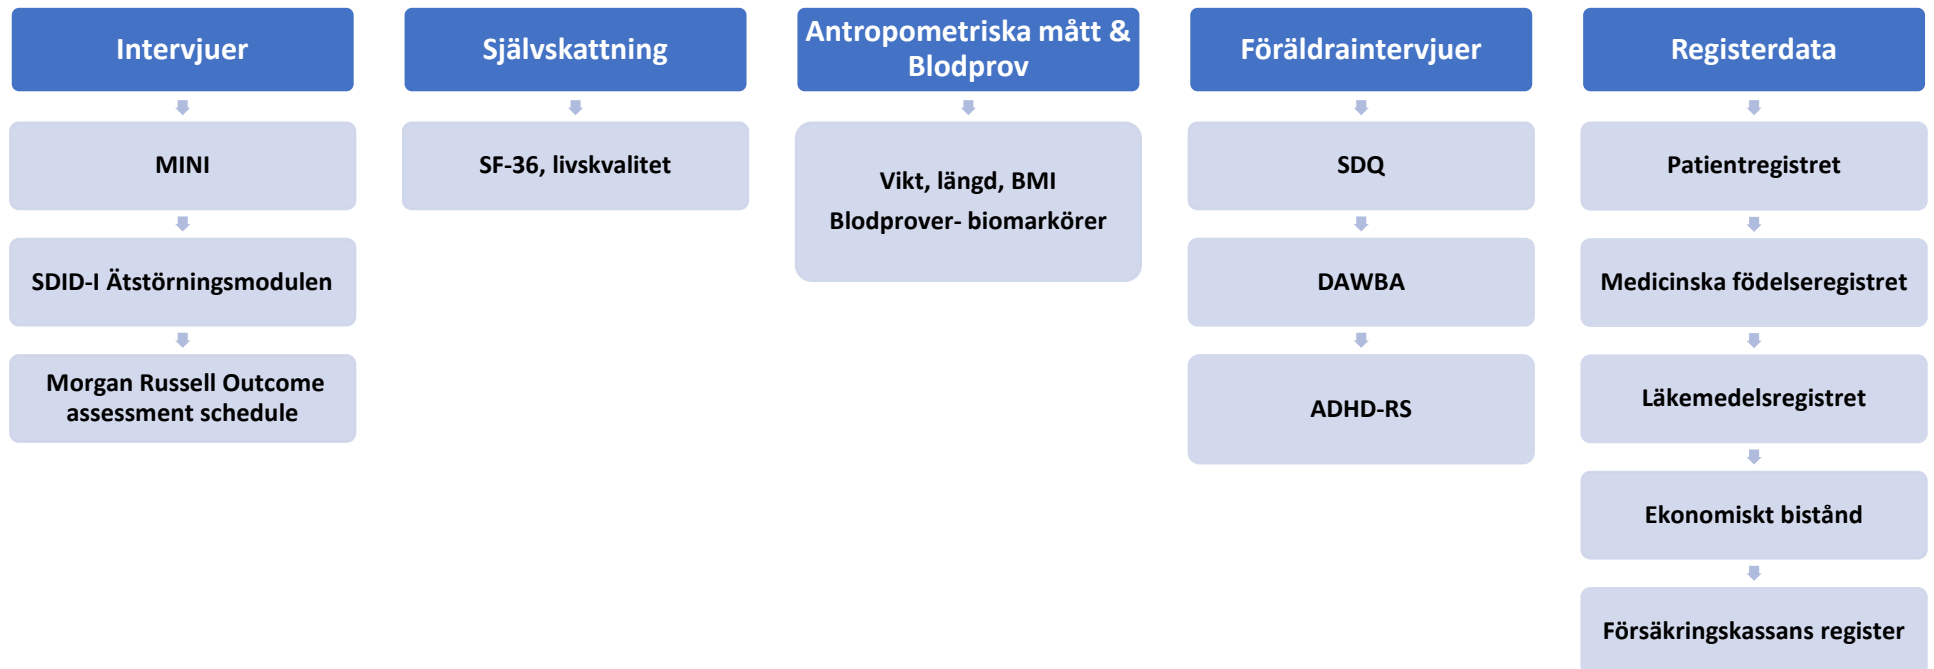 Intervjuer
MINI
SDID-I Ätstörningsmodulen
Morgan Russell Outcome
assessment schedule
Självskattning
SF-36, livskvalitet
Antropometriska mått &
Blodprov
Vikt, längd, BMI
Blodprover- biomarkörer
Föräldraintervjuer
SDQ
DAWBA
ADHD-RS
Registerdata
Patientregistret
Medicinska födelseregistret
Läkemedelsregistret
Ekonomiskt bistånd
Försäkringskassans register